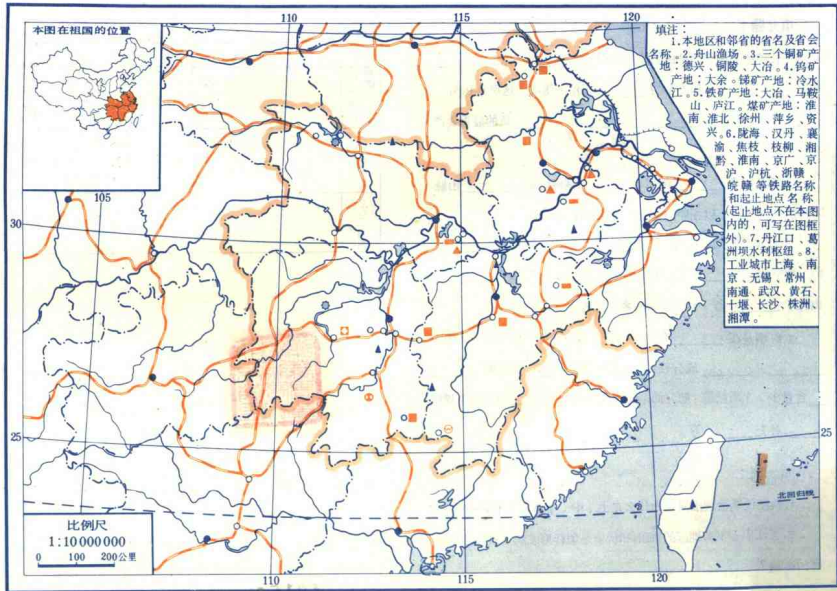 110
115
120
本图在祖国的位置
填注:
1.本地区和邻省的省名及省会
名称。2.舟山渔场。3.三个铜矿产
地:德兴、铜陵、大冶。4.钨矿
产地:大余。锑矿产地:冷水
江。5.铁矿产地:大冶、马鞍
山、庐江。煤矿产地:淮
南、淮北、徐州、萍乡、资
兴。6.陇海、汉丹、襄
渝、焦枝、枝柳、湘
黔、淮南、京广、京
沪、沪杭、浙赣、
皖赣等铁路名称
和起止地点名称
(起止地点不在本图
内的,可写在图框
外)。7.丹江口、葛
洲坝水利枢纽。8.
工业城市上海、南
京、无锡、常州、
南通、武汉、黄石、
十堰、长沙、株洲、
湘潭。
105
30
25
25
北回归线
比例尺
1:10000000
0 100 200公里
110
115
120